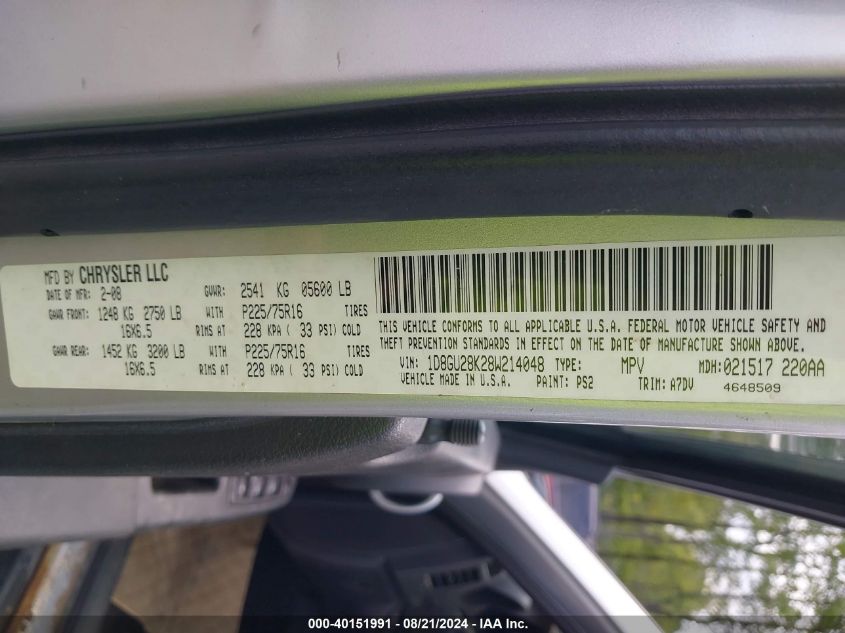 MFD BY CHRYSLER LLC
DATE OF MFR: 2-08 GVWR: 2541 KG 05600 LB
GAWR FRONT: 1248 KG 2750 LB WITH P225/75R16 TIRES
16X6.5 RIMS AT 228 KPA ( 33 PSI) COLD
GAWR REAR: 1452 KG 3200 LB WITH P225/75R16 TIRES
16X6.5 RIMS AT 228 KPA ( 33 PSI) COLD
THIS VEHICLE CONFORMS TO ALL APPLICABLE U.S.A. FEDERAL MOTOR VEHICLE SAFETY AND
THEFT PREVENTION STANDARDS IN EFFECT ON THE DATE OF MANUFACTURE SHOWN ABOVE.
VIN: 1D8GU28K28W214048 TYPE: MPV MDH:021517 220AA
VEHICLE MADE IN U.S.A. PAINT: PS2 TRIM: A7DV 4648509
000-40151991 - 08/21/2024 - IAA Inc.